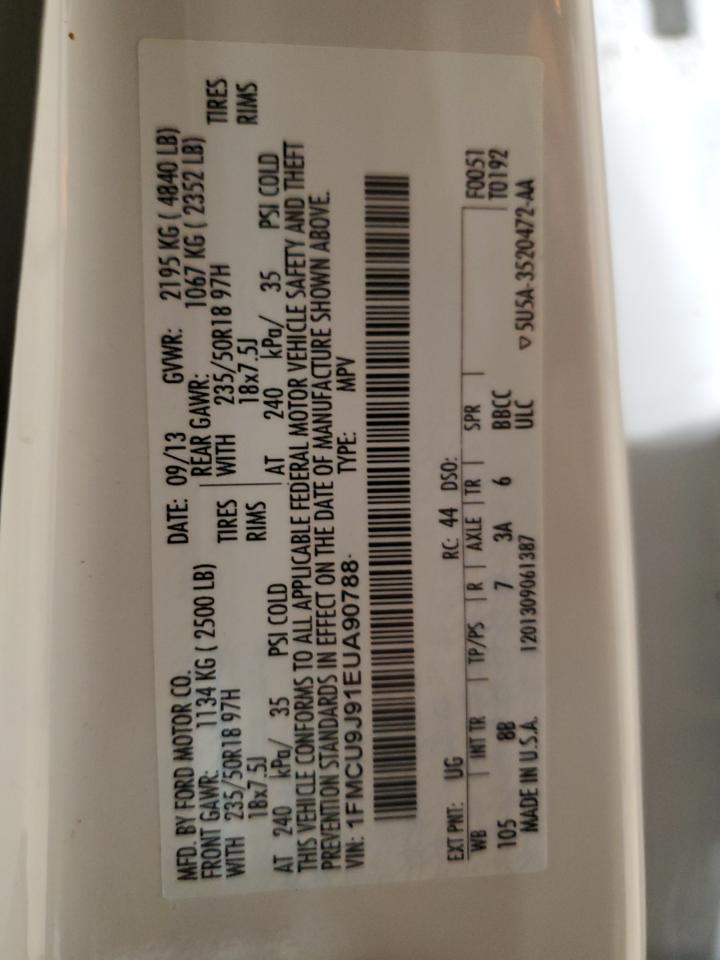 MFD. BY FORD MOTOR CO.
DATE: 09/13 GVWR: 2195 KG ( 4840 LB)
FRONT GAWR: 1134 KG ( 2500 LB) REAR GAWR: 1067 KG ( 2352 LB)
WITH 235/50R18 97H TIRES WITH 235/50R18 97H TIRES
18x7.5J RIMS 18x7.5J RIMS
AT 240 kPa/ 35 PSI COLD AT 240 kPa/ 35 PSI COLD
THIS VEHICLE CONFORMS TO ALL APPLICABLE FEDERAL MOTOR VEHICLE SAFETY AND THEFT
PREVENTION STANDARDS IN EFFECT ON THE DATE OF MANUFACTURE SHOWN ABOVE.
VIN: 1FMCU9J91EUA90788 TYPE: MPV
EXT PNT: UG RC: 44 DSO: F0051
WB INT TR TP/PS R AXLE TR SPR T0192
105 8B 7 3A 6 BBCC
MADE IN U.S.A. 1201309061387 ULC ▽5U5A-3520472-AA